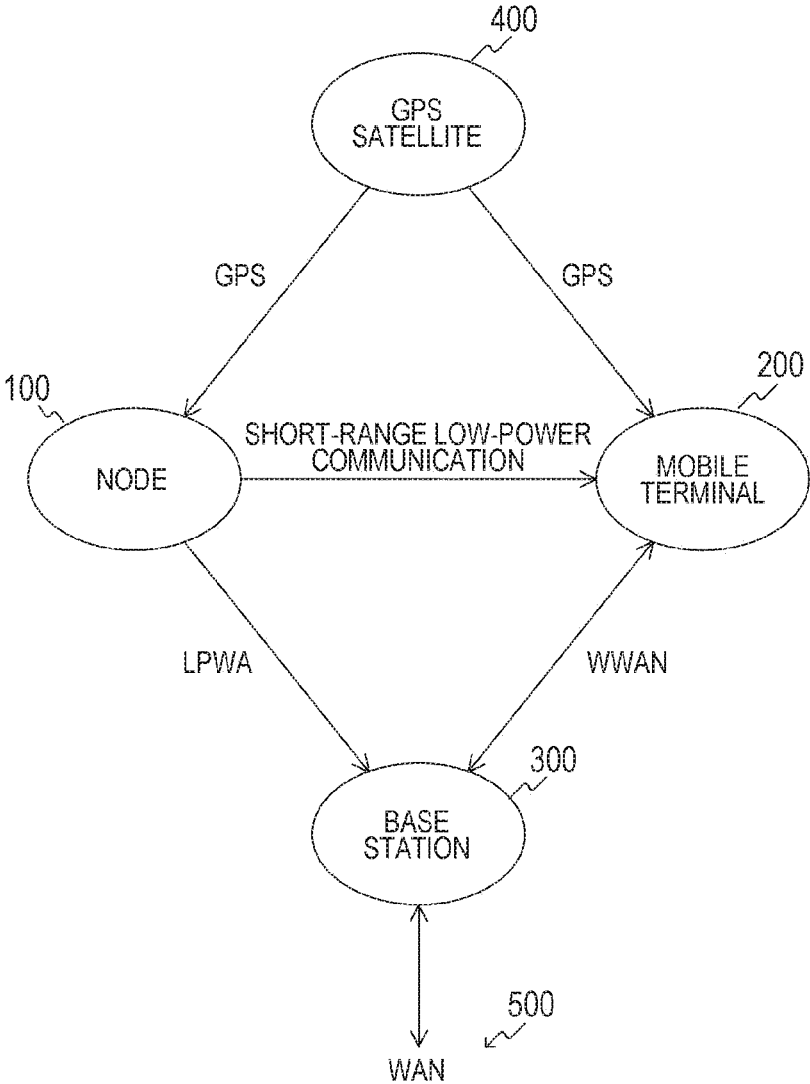 400
GPS
SATELLITE
GPS
GPS
100
200
SHORT-RANGE LOW-POWER
COMMUNICATION
NODE
MOBILE
TERMINAL
LPWA
WWAN
300
BASE
STATION
500
WAN